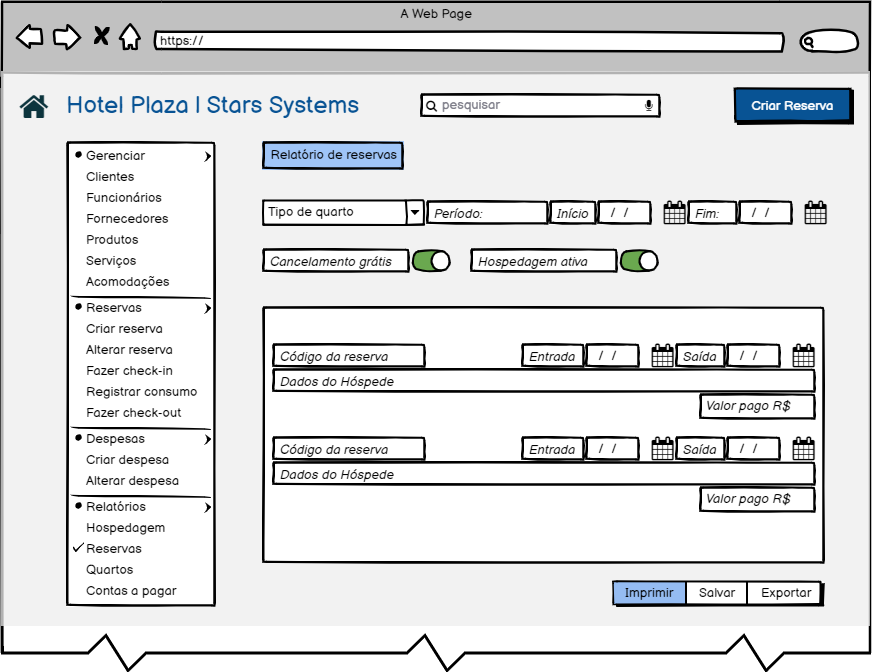 A Web Page
https://
Hotel Plaza | Stars Systems
pesquisar
Criar Reserva
Gerenciar
Clientes
Funcionários
Fornecedores
Produtos
Serviços
Acomodações
Reservas
Criar reserva
Alterar reserva
Fazer check-in
Registrar consumo
Fazer check-out
Despesas
Criar despesa
Alterar despesa
Relatórios
Hospedagem
Reservas
Quartos
Contas a pagar
Relatório de reservas
Tipo de quarto Período: Início / / Fim: / /
Cancelamento grátis Hospedagem ativa
Código da reserva Entrada / / Saída / /
Dados do Hóspede
Valor pago R$
Código da reserva Entrada / / Saída / /
Dados do Hóspede
Valor pago R$
Imprimir Salvar Exportar